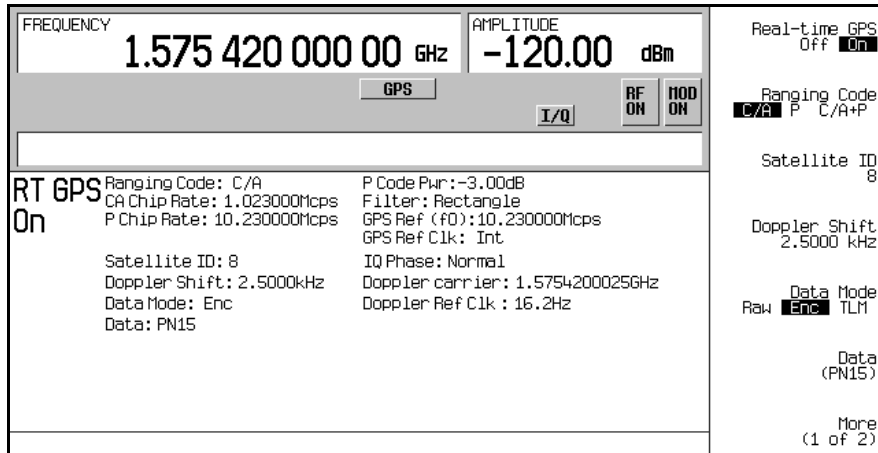 FREQUENCY
1.575 420 000 00 GHz
AMPLITUDE
-120.00 dBm
GPS
I/Q
RF ON
MOD ON
RT GPS On
Ranging Code: C/A
CA Chip Rate: 1.023000Mcps
P Chip Rate: 10.230000Mcps
Satellite ID: 8
Doppler Shift: 2.5000kHz
Data Mode: Enc
Data: PN15
P Code Pwr:-3.00dB
Filter: Rectangle
GPS Ref (f0):10.230000Mcps
GPS Ref Clk: Int
IQ Phase: Normal
Doppler carrier: 1.5754200025GHz
Doppler Ref Clk : 16.2Hz
Real-time GPS
Off On
Ranging Code
C/A P C/A+P
Satellite ID
8
Doppler Shift
2.5000 kHz
Data Mode
Raw Enc TLM
Data
(PN15)
More
(1 of 2)